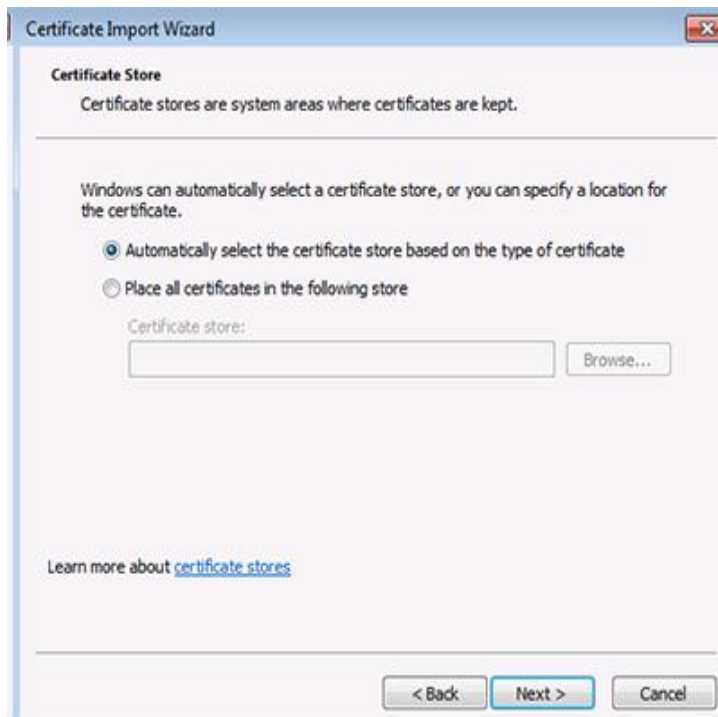 Certificate Import Wizard
Certificate Store
Certificate stores are system areas where certificates are kept.
Windows can automatically select a certificate store, or you can specify a location for
the certificate.
Automatically select the certificate store based on the type of certificate
Place all certificates in the following store
Certificate store:
Browse...
Learn more about certificate stores
< Back Next > Cancel